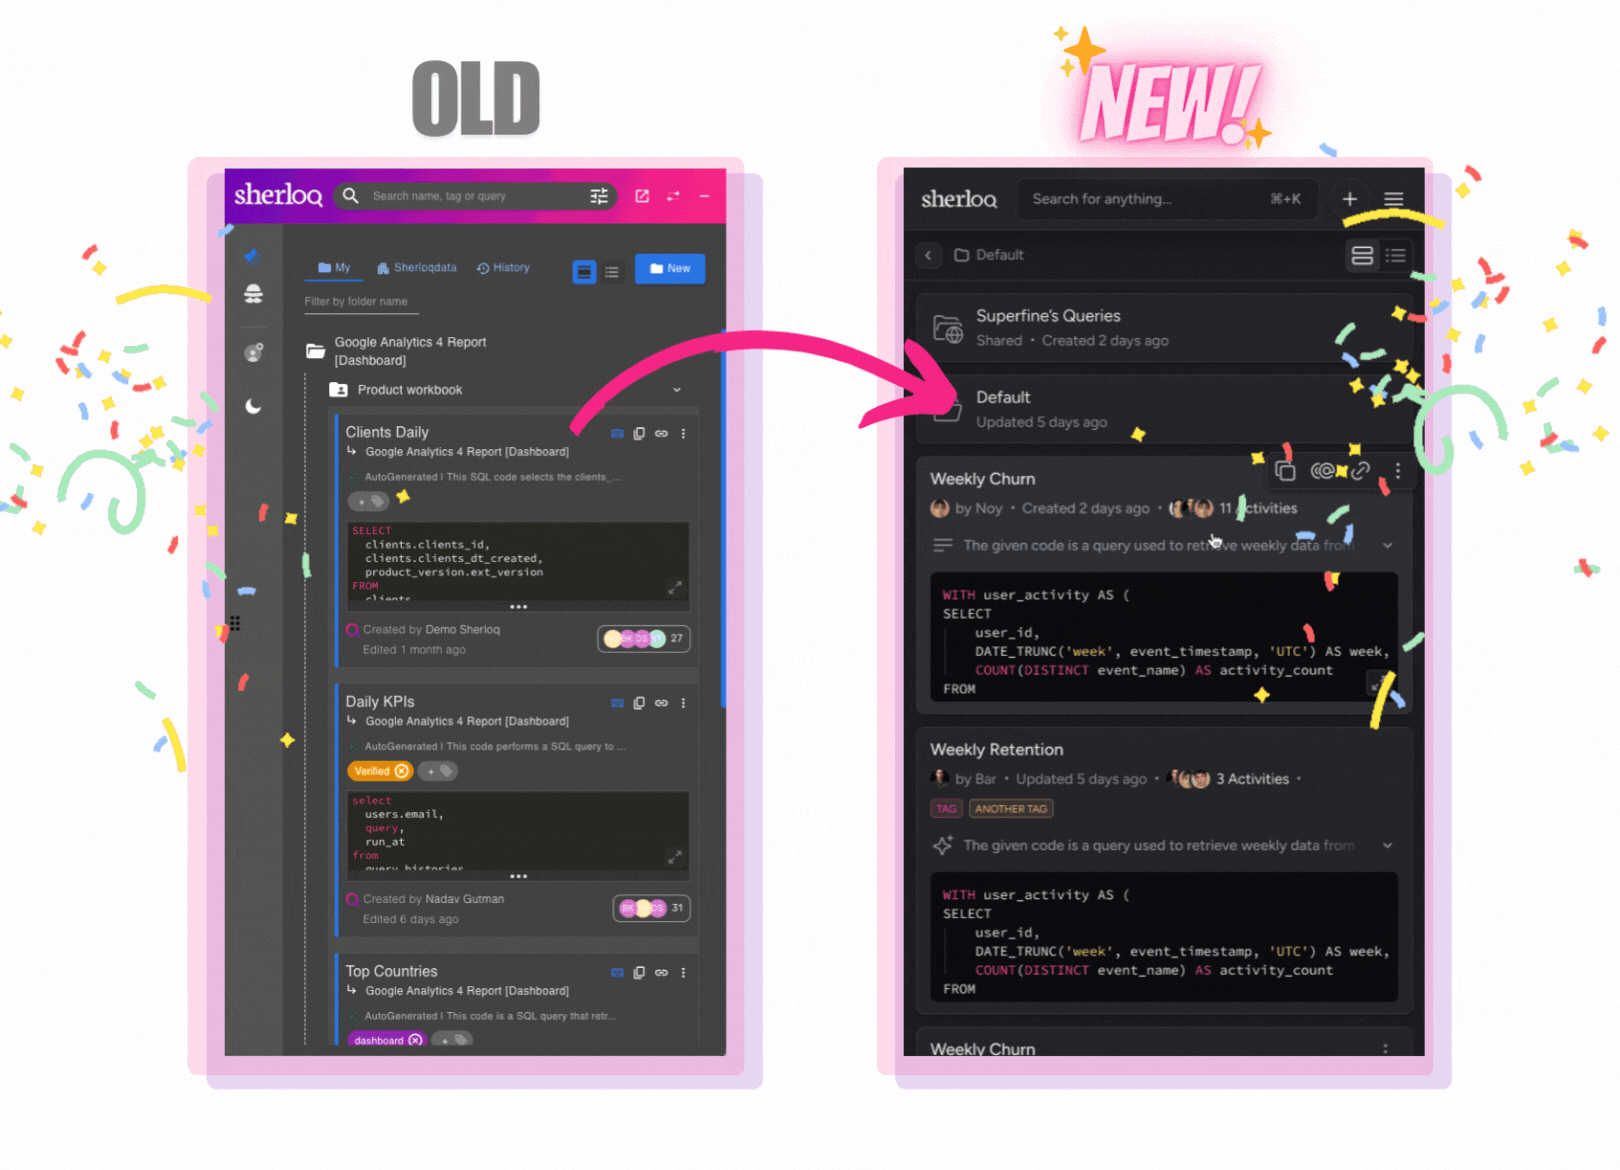 OLD
NEW!
sherloq
Search name, tag or query
My
Sherloqdata
History
New
Filter by folder name
Google Analytics 4 Report
[Dashboard]
Product workbook
Clients Daily
Google Analytics 4 Report [Dashboard]
AutoGenerated | This SQL code selects the clients_...
+
SELECT
clients.clients_id,
clients.clients_dt_created,
product_version.ext_version
FROM
clients
Created by Demo Sherloq
Edited 1 month ago
BK DS
27
Daily KPIs
Google Analytics 4 Report [Dashboard]
AutoGenerated | This code performs a SQL query to ...
Verified
+
select
users.email,
query,
run_at
from
query_histories
Created by Nadav Gutman
Edited 6 days ago
BK DS
31
Top Countries
Google Analytics 4 Report [Dashboard]
AutoGenerated | This code is a SQL query that retr...
dashboard
+
sherloq
Search for anything...
⌘+K
Default
Superfine's Queries
Shared • Created 2 days ago
Default
Updated 5 days ago
Weekly Churn
by Noy • Created 2 days ago • 11 Activities
The given code is a query used to retrieve weekly data from
WITH user_activity AS (
SELECT
user_id,
DATE_TRUNC('week', event_timestamp, 'UTC') AS week,
COUNT(DISTINCT event_name) AS activity_count
FROM
Weekly Retention
by Bar • Updated 5 days ago • 3 Activities •
TAG
ANOTHER TAG
The given code is a query used to retrieve weekly data from
WITH user_activity AS (
SELECT
user_id,
DATE_TRUNC('week', event_timestamp, 'UTC') AS week,
COUNT(DISTINCT event_name) AS activity_count
FROM
Weekly Churn